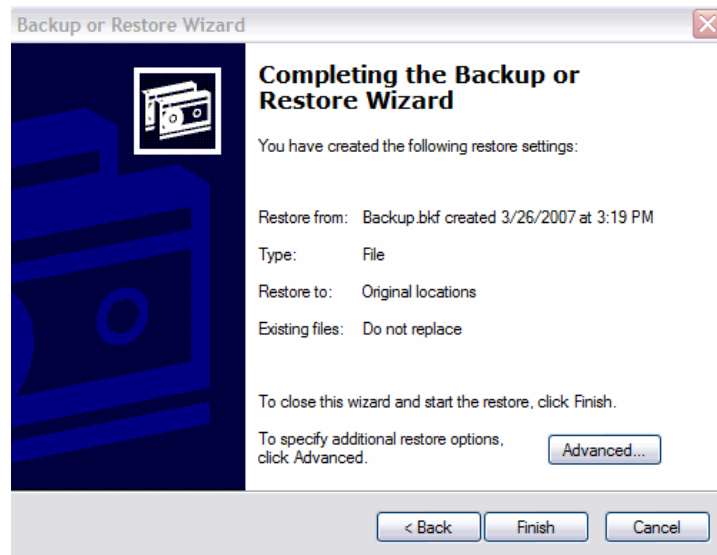 Backup or Restore Wizard
Completing the Backup or
Restore Wizard
You have created the following restore settings:
Restore from: Backup.bkf created 3/26/2007 at 3:19 PM
Type: File
Restore to: Original locations
Existing files: Do not replace
To close this wizard and start the restore, click Finish.
To specify additional restore options,
click Advanced.
Advanced...
< Back Finish Cancel